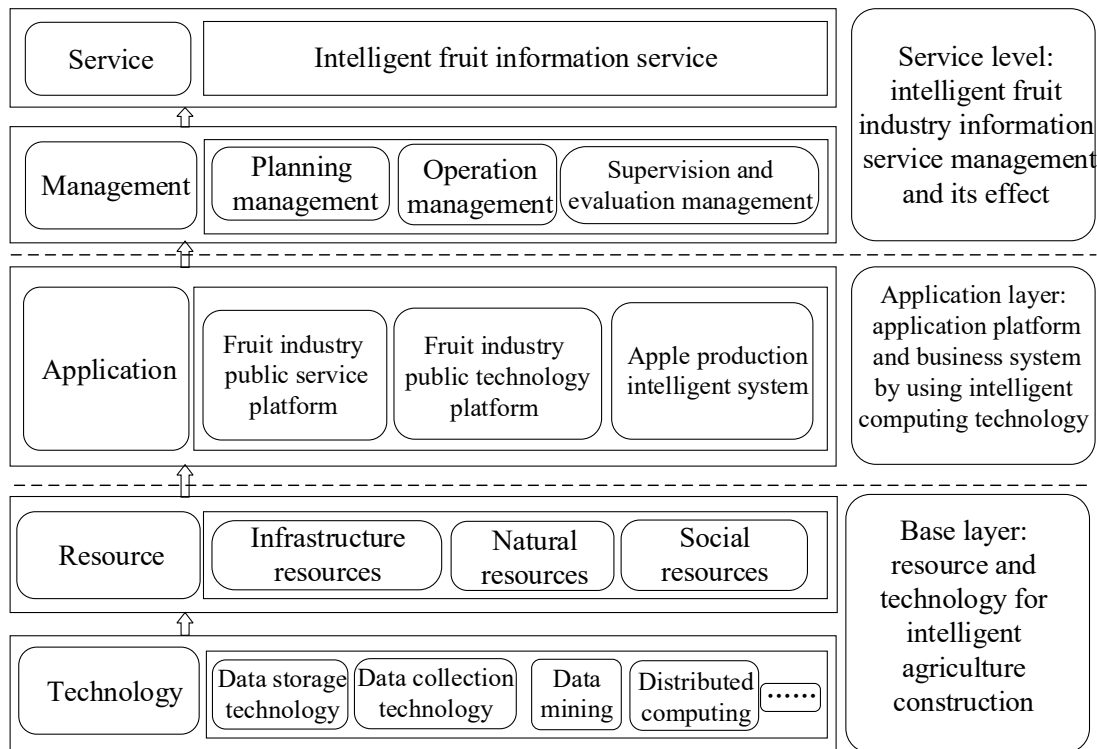 Service
Intelligent fruit information service
Service level:
intelligent fruit
industry information
service management
and its effect
Management
Planning
management
Operation
management
Supervision and
evaluation management
Application
Fruit industry
public service
platform
Fruit industry
public technology
platform
Apple production
intelligent system
Application layer:
application platform
and business system
by using intelligent
computing technology
Resource
Infrastructure
resources
Natural
resources
Social
resources
Base layer:
resource and
technology for
intelligent
agriculture
construction
Technology
Data storage
technology
Data collection
technology
Data
mining
Distributed
computing
······